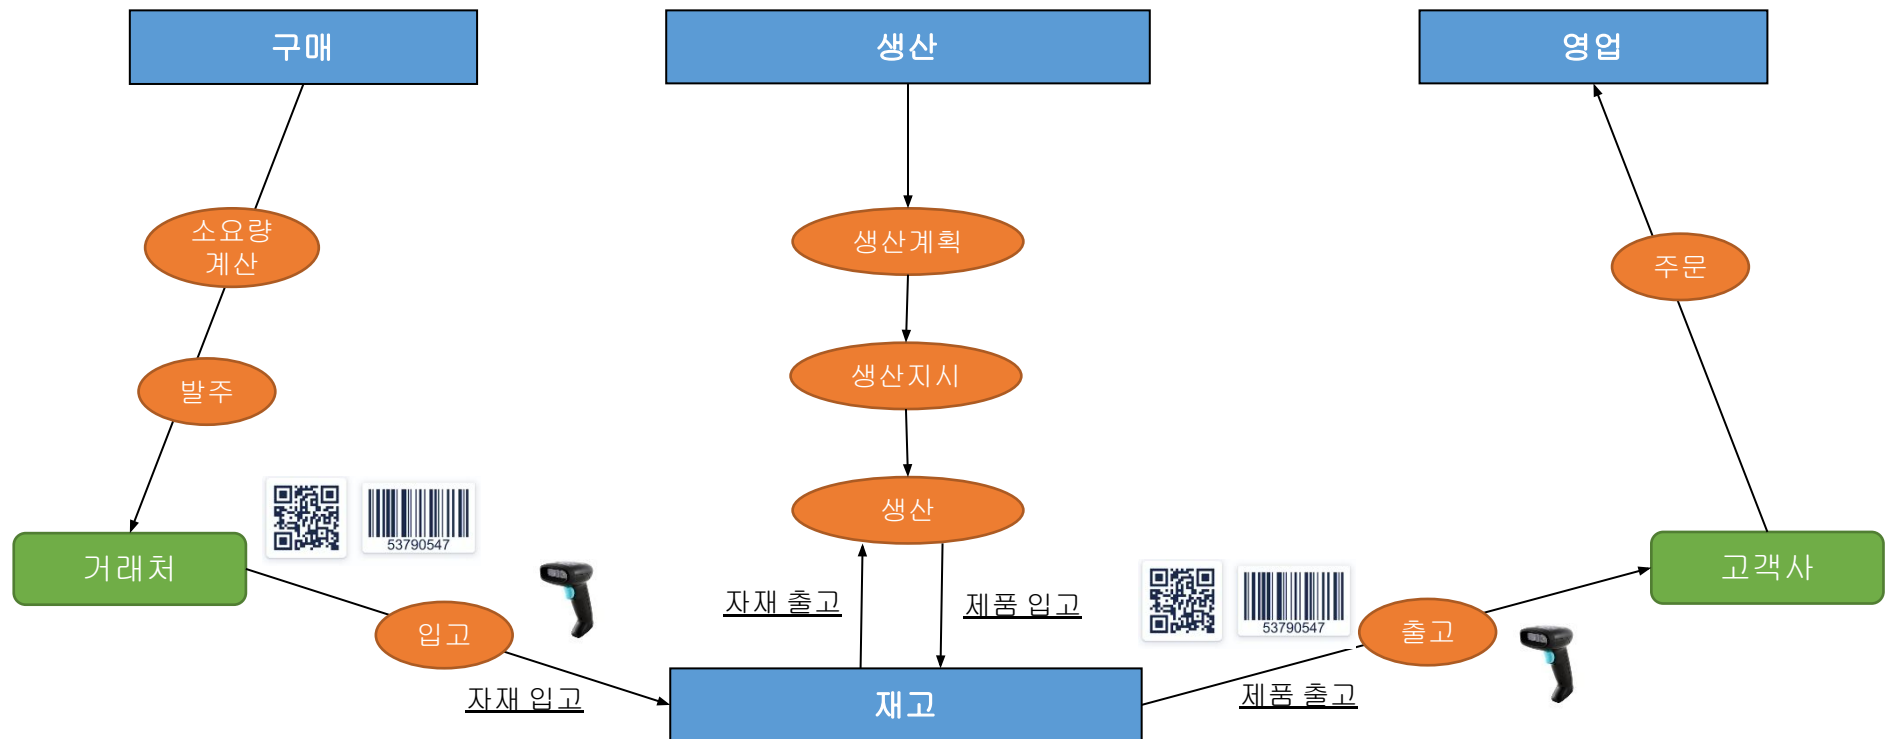 구매
생산
영업
소요량
계산
생산계획
주문
발주
생산지시
생산
53790547
거래처
고객사
자재 출고
제품 입고
53790547
입고
출고
자재 입고
재고
제품 출고